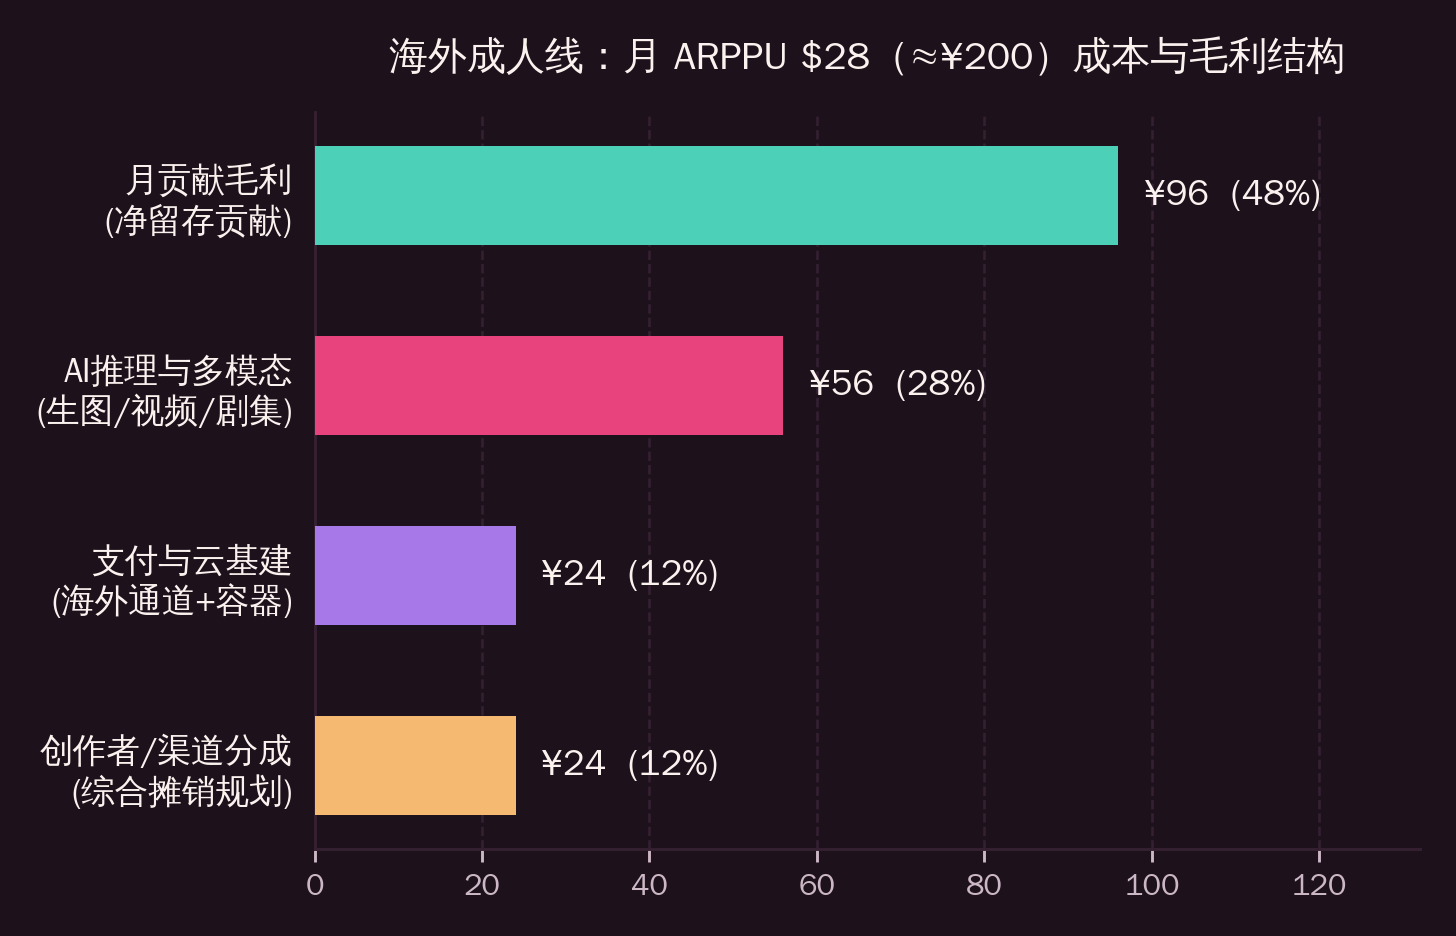 海外成人线：月 ARPPU $28（≈¥200）成本与毛利结构
月贡献毛利
(净留存贡献)
¥96 (48%)
AI推理与多模态
(生图/视频/剧集)
¥56 (28%)
支付与云基建
(海外通道+容器)
¥24 (12%)
创作者/渠道分成
(综合摊销规划)
¥24 (12%)
0 20 40 60 80 100 120